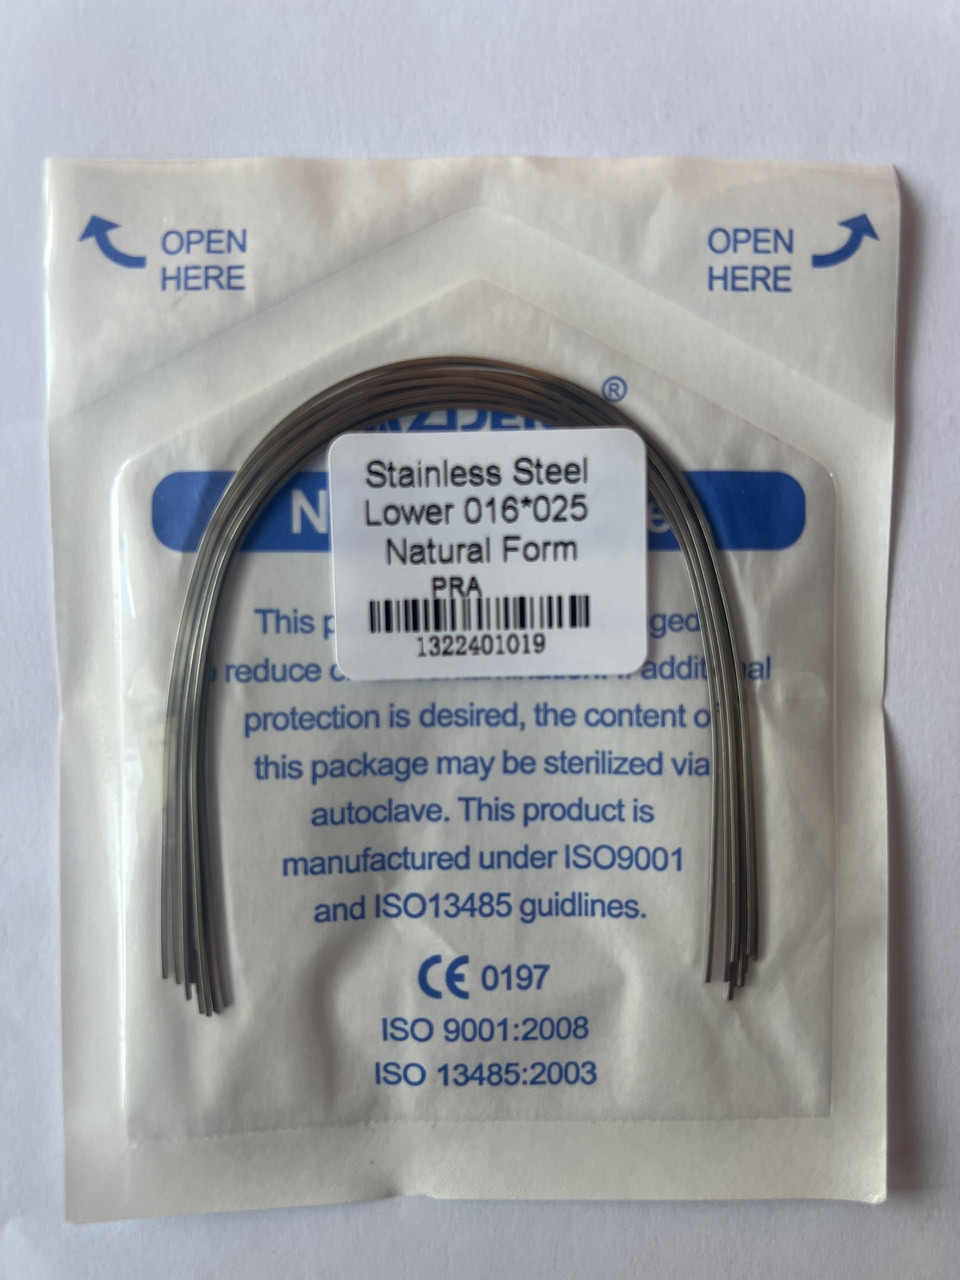 OPEN
HERE
OPEN
HERE
®
Stainless Steel
Lower 016*025
Natural Form
PRA
1322401019
This
reduce
protection is desired, the content
this package may be sterilized via
autoclave. This product is
manufactured under ISO9001
and ISO13485 guidlines.
CE 0197
ISO 9001:2008
ISO 13485:2003